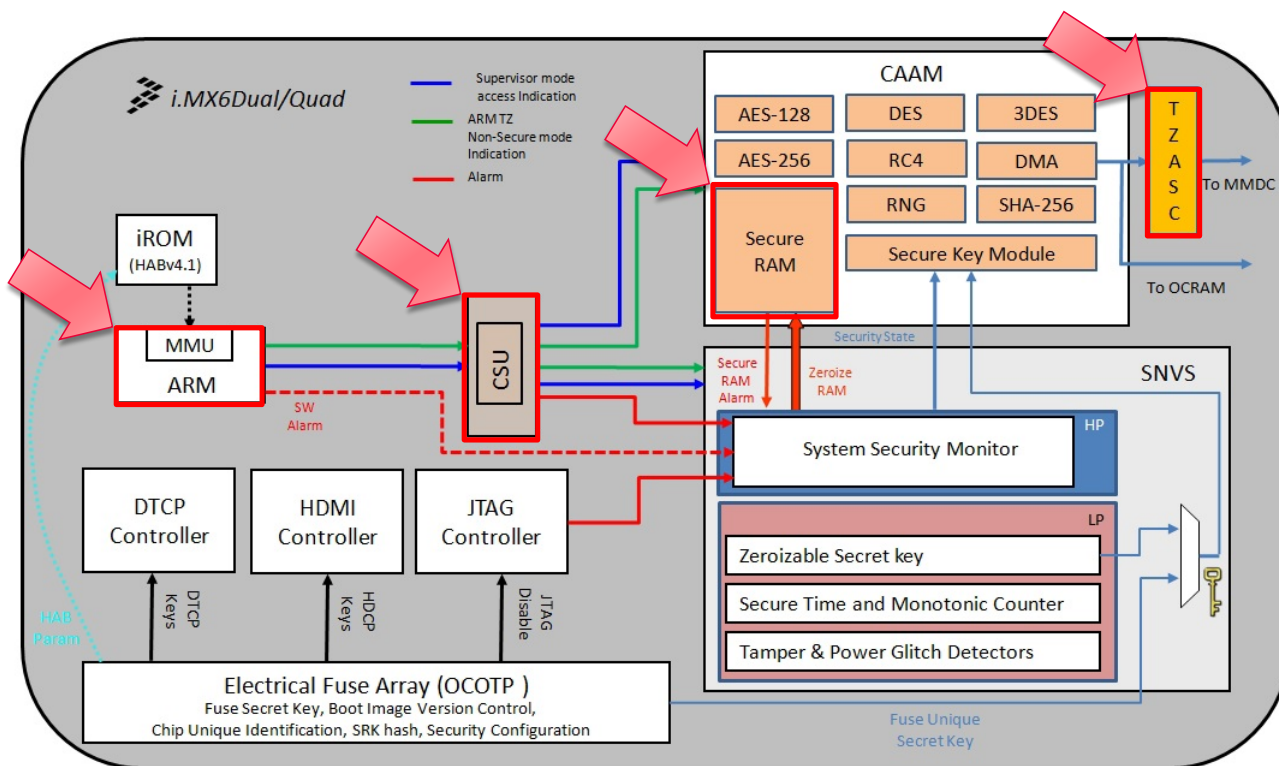 i.MX6Dual/Quad
Supervisor mode
access Indication
ARM TZ
Non-Secure mode
Indication
Alarm
CAAM
AES-128
DES
3DES
AES-256
RC4
DMA
RNG
SHA-256
Secure
RAM
Secure Key Module
T
Z
A
S
C
To MMDC
To OCRAM
iROM
(HABv4.1)
MMU
ARM
CSU
SW
Alarm
Security State
Secure
RAM
Alarm
Zeroize
RAM
SNVS
HP
System Security Monitor
LP
Zeroizable Secret key
Secure Time and Monotonic Counter
Tamper & Power Glitch Detectors
DTCP
Controller
HDMI
Controller
JTAG
Controller
HAB
Param
DTCP
Keys
HDCP
Keys
JTAG
Disable
Electrical Fuse Array (OCOTP )
Fuse Secret Key, Boot Image Version Control,
Chip Unique Identification, SRK hash, Security Configuration
Fuse Unique
Secret Key